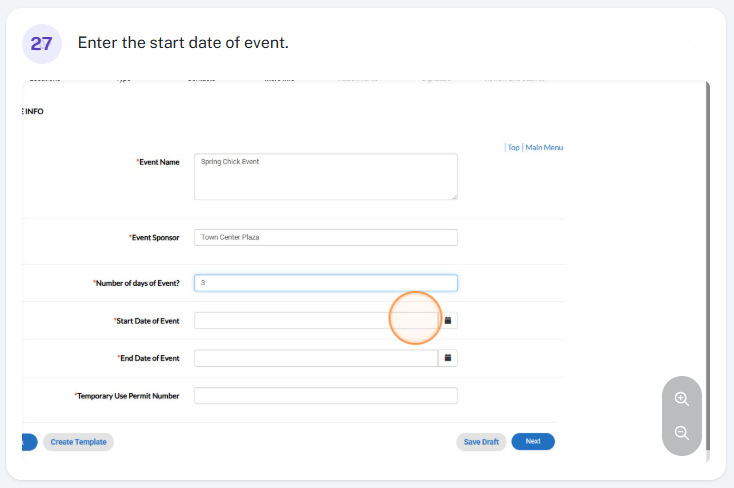 27 Enter the start date of event.
E INFO
| Top | Main Menu
*Event Name Spring Chick Event
*Event Sponsor Town Center Plaza
*Number of days of Event? 3
*Start Date of Event
*End Date of Event
*Temporary Use Permit Number
Create Template Save Draft Next